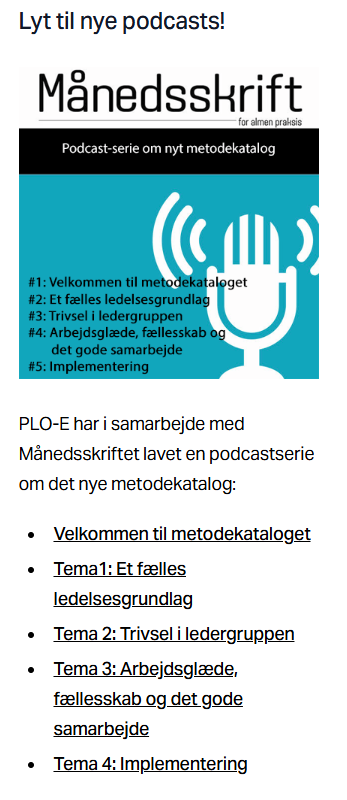 Lyt til nye podcasts!
Månedsskrift
for almen praksis
Podcast-serie om nyt metodekatalog
#1: Velkommen til metodekataloget
#2: Et fælles ledelsesgrundlag
#3: Trivsel i ledergruppen
#4: Arbejdsglæde, fællesskab og
det gode samarbejde
#5: Implementering
PLO-E har i samarbejde med
Månedsskriftet lavet en podcastserie
om det nye metodekatalog:
• Velkommen til metodekataloget
• Tema1: Et fælles
ledelsesgrundlag
• Tema 2: Trivsel i ledergruppen
• Tema 3: Arbejdsglæde,
fællesskab og det gode
samarbejde
• Tema 4: Implementering